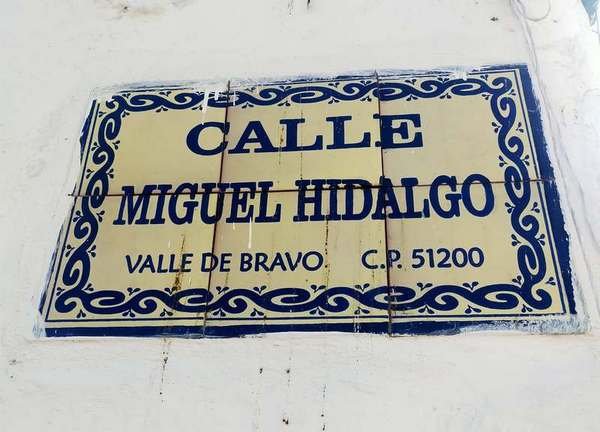 CALLE
MIGUEL HIDALGO
VALLE DE BRAVO C.P. 51200